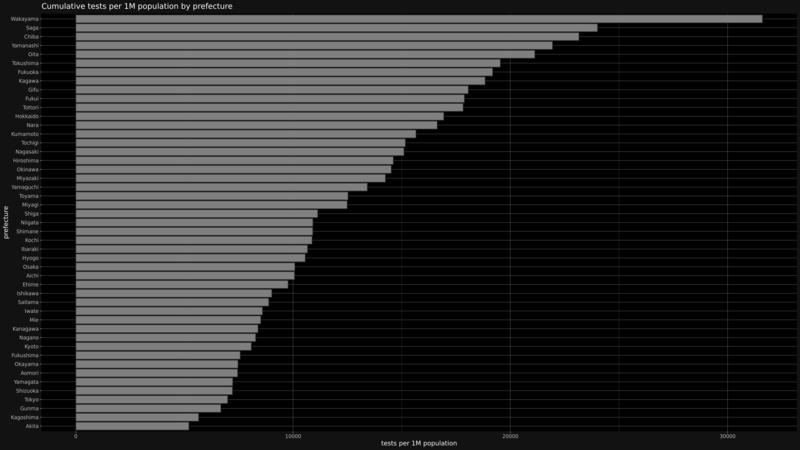 Cumulative tests per 1M population by prefecture
Wakayama
Saga
Chiba
Yamanashi
Oita
Tokushima
Fukuoka
Kagawa
Gifu
Fukui
Tottori
Hokkaido
Nara
Kumamoto
Tochigi
Nagasaki
Hiroshima
Okinawa
Miyazaki
Yamaguchi
Toyama
Miyagi
Shiga
Niigata
Shimane
Kochi
Ibaraki
Hyogo
Osaka
Aichi
Ehime
Ishikawa
Saitama
Iwate
Mie
Kanagawa
Nagano
Kyoto
Fukushima
Okayama
Aomori
Yamagata
Shizuoka
Tokyo
Gunma
Kagoshima
Akita
prefecture
0 10000 20000 30000
tests per 1M population